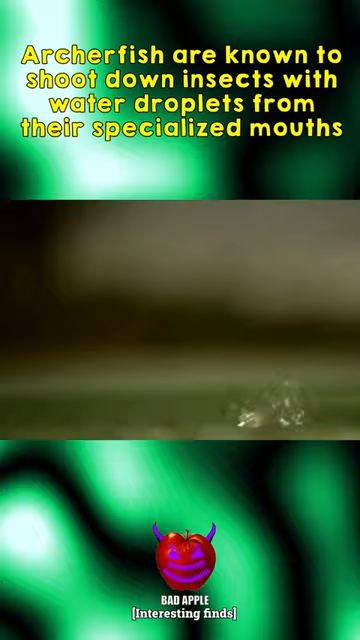 Archerfish are known to
shoot down insects with
water droplets from
their specialized mouths
BAD APPLE
[Interesting finds]